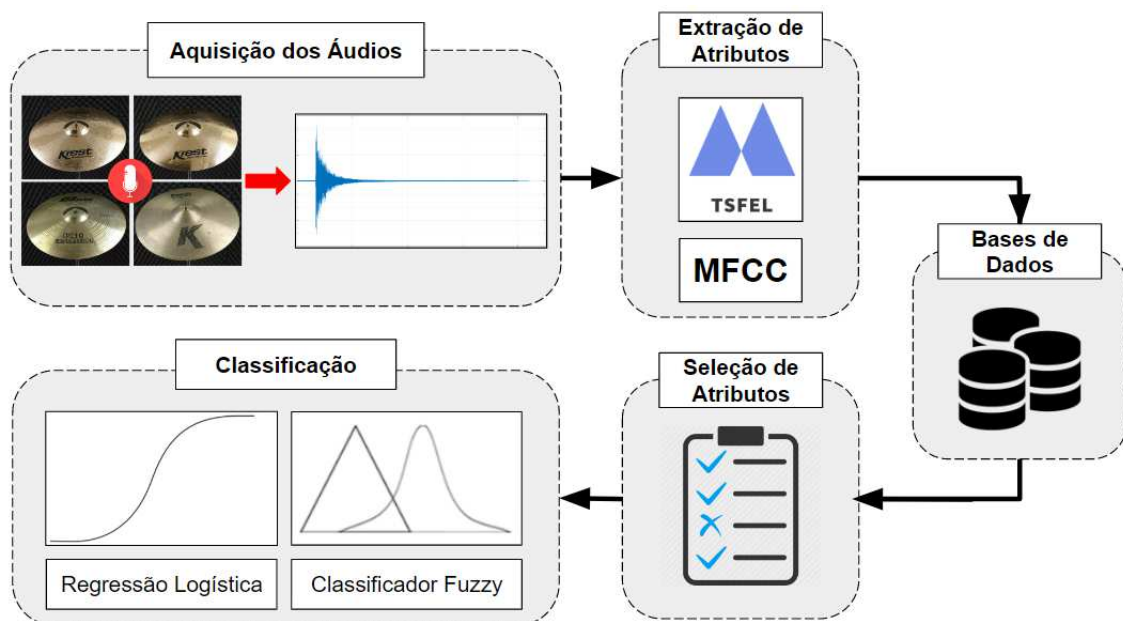 Aquisição dos Áudios
Krest
Krest
K
Extração de
Atributos
TSFEL
MFCC
Bases de
Dados
Seleção de
Atributos
Classificação
Regressão Logística
Classificador Fuzzy